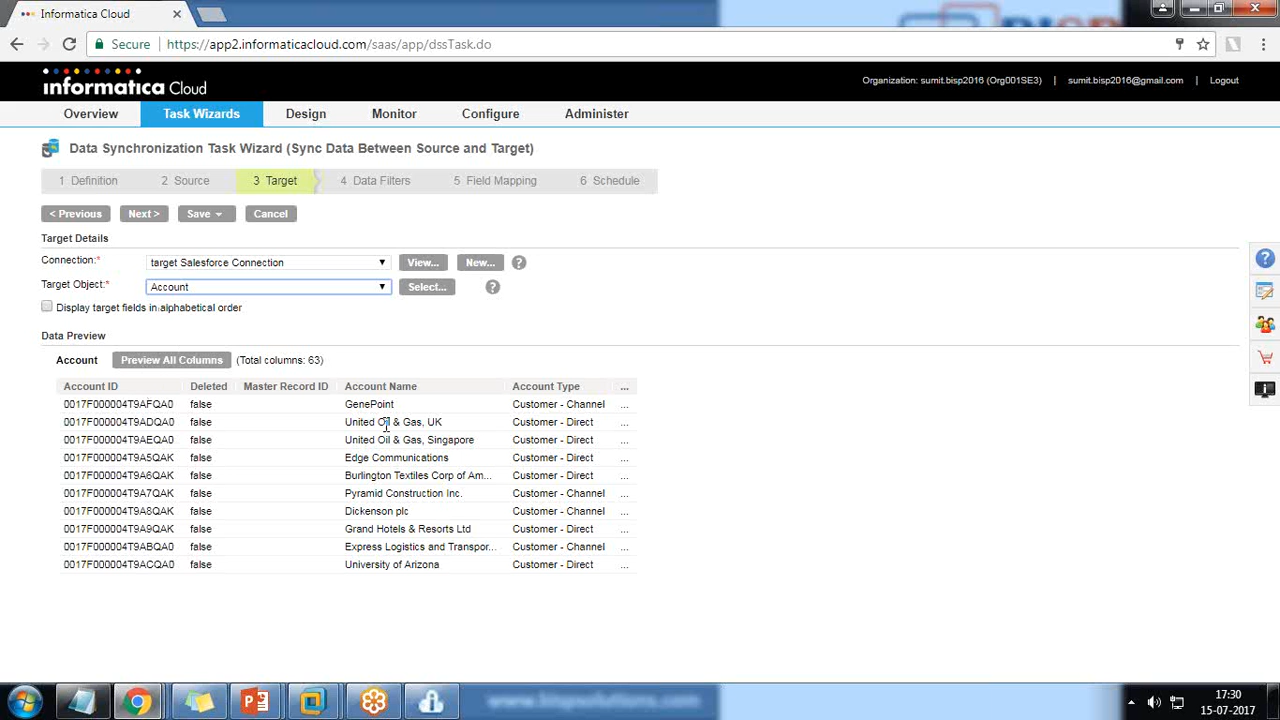 Informatica Cloud
Secure https://app2.informaticacloud.com/saas/app/dssTask.do
informatica Cloud
Organization: sumit.bisp2016 (Org001SE3) sumit.bisp2016@gmail.com Logout
Overview Task Wizards Design Monitor Configure Administer
Data Synchronization Task Wizard (Sync Data Between Source and Target)
1 Definition 2 Source 3 Target 4 Data Filters 5 Field Mapping 6 Schedule
< Previous Next > Save Cancel
Target Details
Connection:* target Salesforce Connection View... New...
Target Object:* Account Select...
Display target fields in alphabetical order
Data Preview
Account Preview All Columns (Total columns: 63)
Account ID Deleted Master Record ID Account Name Account Type ...
0017F000004T9AFQA0 false GenePoint Customer - Channel ...
0017F000004T9ADQA0 false United Oil & Gas, UK Customer - Direct ...
0017F000004T9AEQA0 false United Oil & Gas, Singapore Customer - Direct ...
0017F000004T9A5QAK false Edge Communications Customer - Direct ...
0017F000004T9A6QAK false Burlington Textiles Corp of Am... Customer - Direct ...
0017F000004T9A7QAK false Pyramid Construction Inc. Customer - Channel ...
0017F000004T9A8QAK false Dickenson plc Customer - Channel ...
0017F000004T9A9QAK false Grand Hotels & Resorts Ltd Customer - Direct ...
0017F000004T9ABQA0 false Express Logistics and Transpor... Customer - Channel ...
0017F000004T9ACQA0 false University of Arizona Customer - Direct ...
www.bispsolutions.com
17:30
15-07-2017